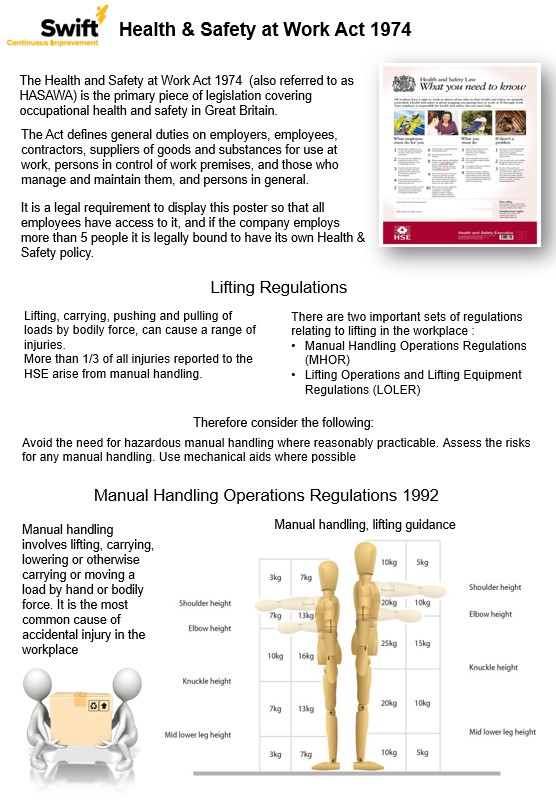 Swift
Continuous Improvement
Health & Safety at Work Act 1974
The Health and Safety at Work Act 1974 (also referred to as
HASAWA) is the primary piece of legislation covering
occupational health and safety in Great Britain.
The Act defines general duties on employers, employees,
contractors, suppliers of goods and substances for use at
work, persons in control of work premises, and those who
manage and maintain them, and persons in general.
It is a legal requirement to display this poster so that all
employees have access to it, and if the company employs
more than 5 people it is legally bound to have its own Health &
Safety policy.
Health and Safety Law
What you need to know
What employers
must do for you
What you
must do
If there's a
problem
HSE
Health and Safety Executive
Lifting Regulations
Lifting, carrying, pushing and pulling of
loads by bodily force, can cause a range of
injuries.
More than 1/3 of all injuries reported to the
HSE arise from manual handling.
There are two important sets of regulations
relating to lifting in the workplace :
• Manual Handling Operations Regulations
(MHOR)
• Lifting Operations and Lifting Equipment
Regulations (LOLER)
Therefore consider the following:
Avoid the need for hazardous manual handling where reasonably practicable. Assess the risks
for any manual handling. Use mechanical aids where possible
Manual Handling Operations Regulations 1992
Manual handling
involves lifting, carrying,
lowering or otherwise
carrying or moving a
load by hand or bodily
force. It is the most
common cause of
accidental injury in the
workplace
Manual handling, lifting guidance
3kg 7kg 10kg 5kg
Shoulder height Shoulder height
7kg 13kg 20kg 10kg
Elbow height Elbow height
10kg 16kg 25kg 15kg
Knuckle height Knuckle height
7kg 13kg 20kg 10kg
Mid lower leg height Mid lower leg height
3kg 7kg 10kg 5kg